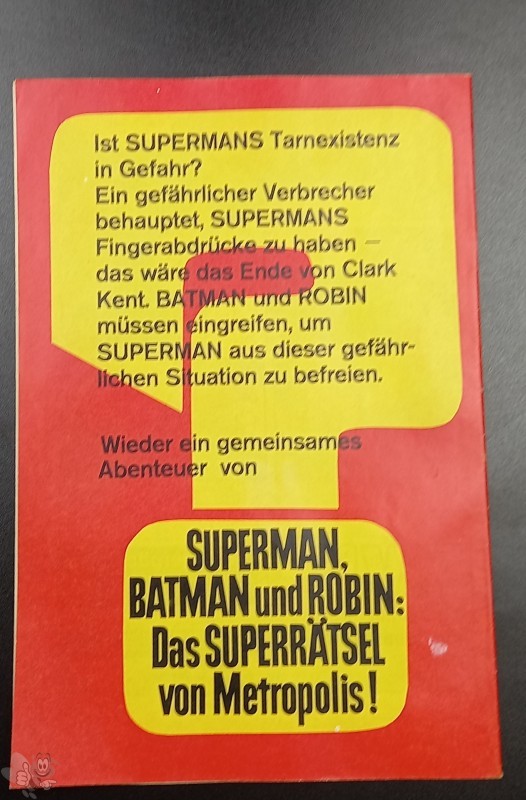 Ist SUPERMANS Tarnexistenz
in Gefahr?
Ein gefährlicher Verbrecher
behauptet, SUPERMANS
Fingerabdrücke zu haben –
das wäre das Ende von Clark
Kent. BATMAN und ROBIN
müssen eingreifen, um
SUPERMAN aus dieser gefähr-
lichen Situation zu befreien.
Wieder ein gemeinsames
Abenteuer von
SUPERMAN,
BATMAN und ROBIN:
Das SUPERRÄTSEL
von Metropolis!